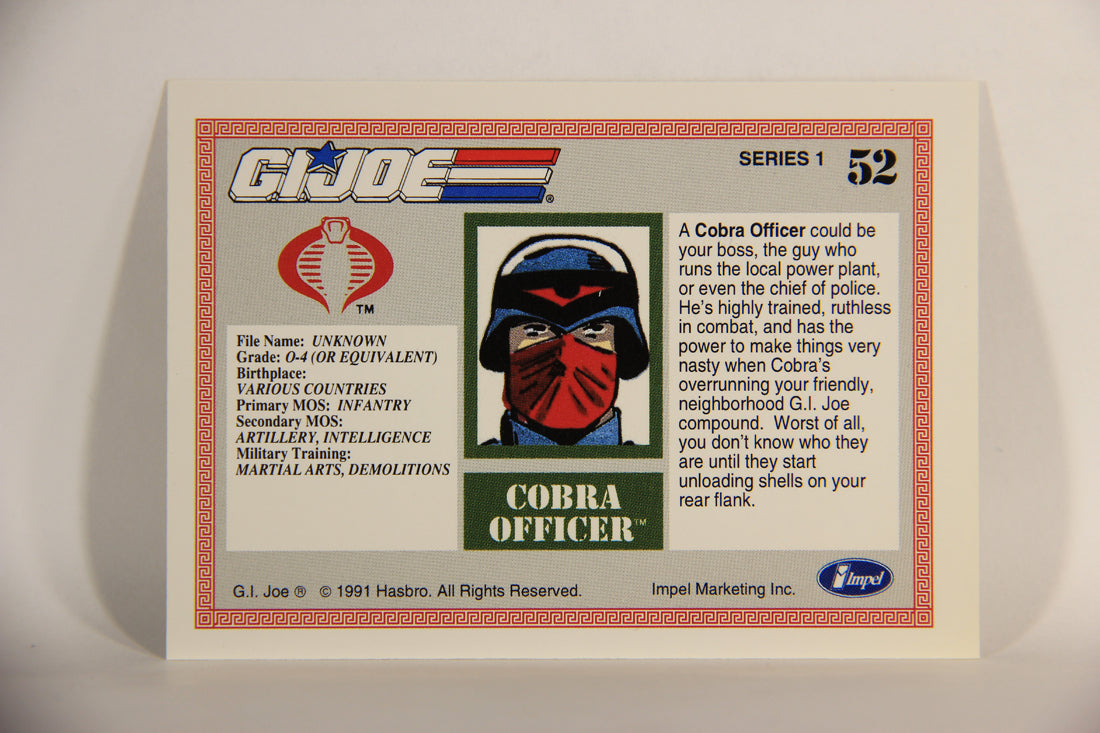 G.I. JOE ®
SERIES 1 52
TM
File Name: UNKNOWN
Grade: O-4 (OR EQUIVALENT)
Birthplace:
VARIOUS COUNTRIES
Primary MOS: INFANTRY
Secondary MOS:
ARTILLERY, INTELLIGENCE
Military Training:
MARTIAL ARTS, DEMOLITIONS
COBRA
OFFICER™
A Cobra Officer could be
your boss, the guy who
runs the local power plant,
or even the chief of police.
He's highly trained, ruthless
in combat, and has the
power to make things very
nasty when Cobra's
overrunning your friendly,
neighborhood G.I. Joe
compound. Worst of all,
you don't know who they
are until they start
unloading shells on your
rear flank.
G.I. Joe ® © 1991 Hasbro. All Rights Reserved.
Impel Marketing Inc.
Impel